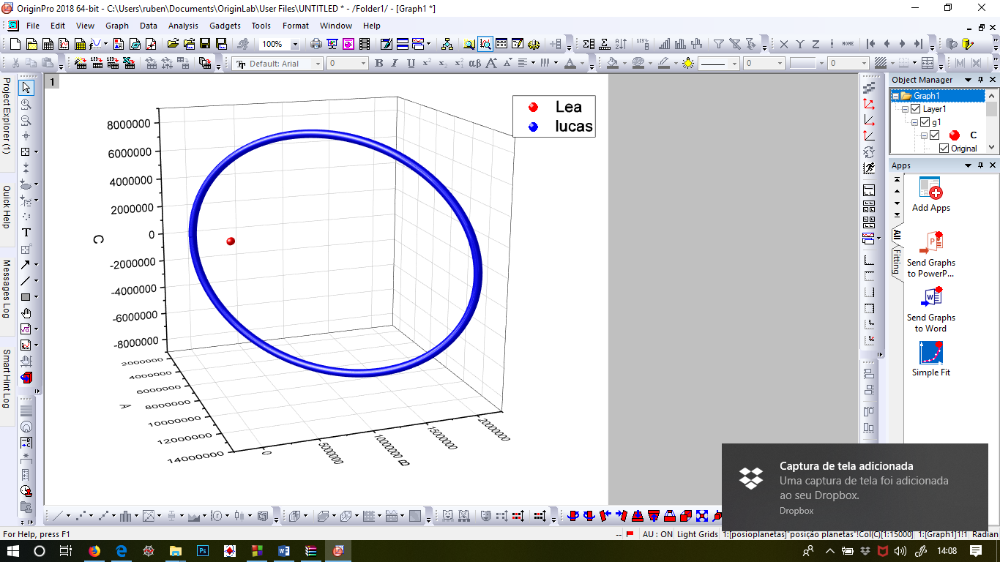 OriginPro 2018 64-bit - C:\Users\ruben\Documents\OriginLab\User Files\UNTITLED * - /Folder1/ - [Graph1 *]
File Edit View Graph Data Analysis Gadgets Tools Format Window Help
100%
Default: Arial 0 B I U αβ A A 0 0
X Y Z HOME
Project Explorer (1)
Quick Help
Messages Log
Smart Hint Log
1
Lea
lucas
8000000
6000000
4000000
2000000
0
-2000000
-4000000
-6000000
-8000000
C
2000000
4000000
6000000
8000000
10000000
12000000
14000000
A
0
5000000
10000000
15000000
20000000
B
Object Manager
Graph1
Layer1
g1
C
Original
Apps
All
Fitting
Add Apps
Send Graphs
to PowerP...
Send Graphs
to Word
Simple Fit
Captura de tela adicionada
Uma captura de tela foi adicionada
ao seu Dropbox.
Dropbox
For Help, press F1
-- AU : ON Light Grids 1:[posioplanetas]"posição planetas"!Col(C)[1:15000] 1:[Graph1]1!1 Radian
14:08